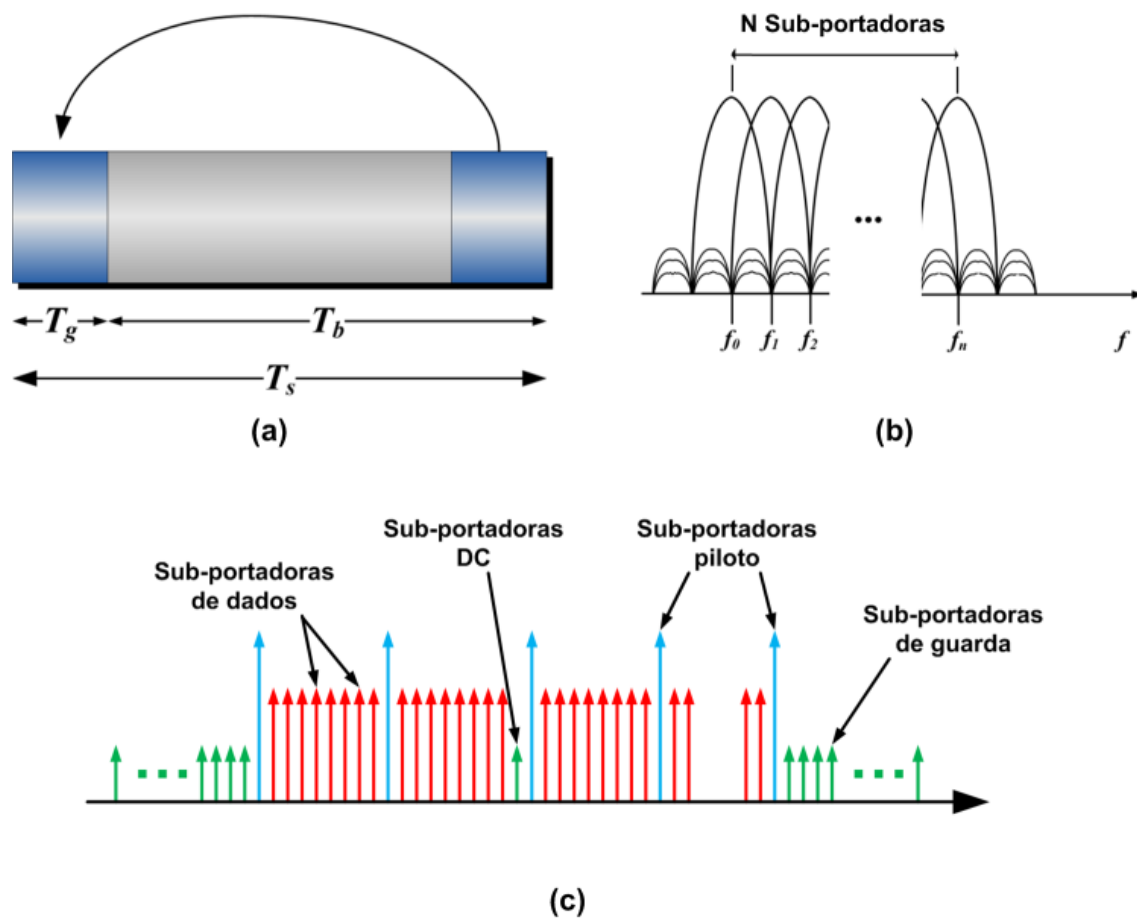 T_g
T_b
T_s
(a)
N Sub-portadoras
...
f_0
f_1
f_2
f_n
f
(b)
Sub-portadoras
de dados
Sub-portadoras
DC
Sub-portadoras
piloto
Sub-portadoras
de guarda
(c)